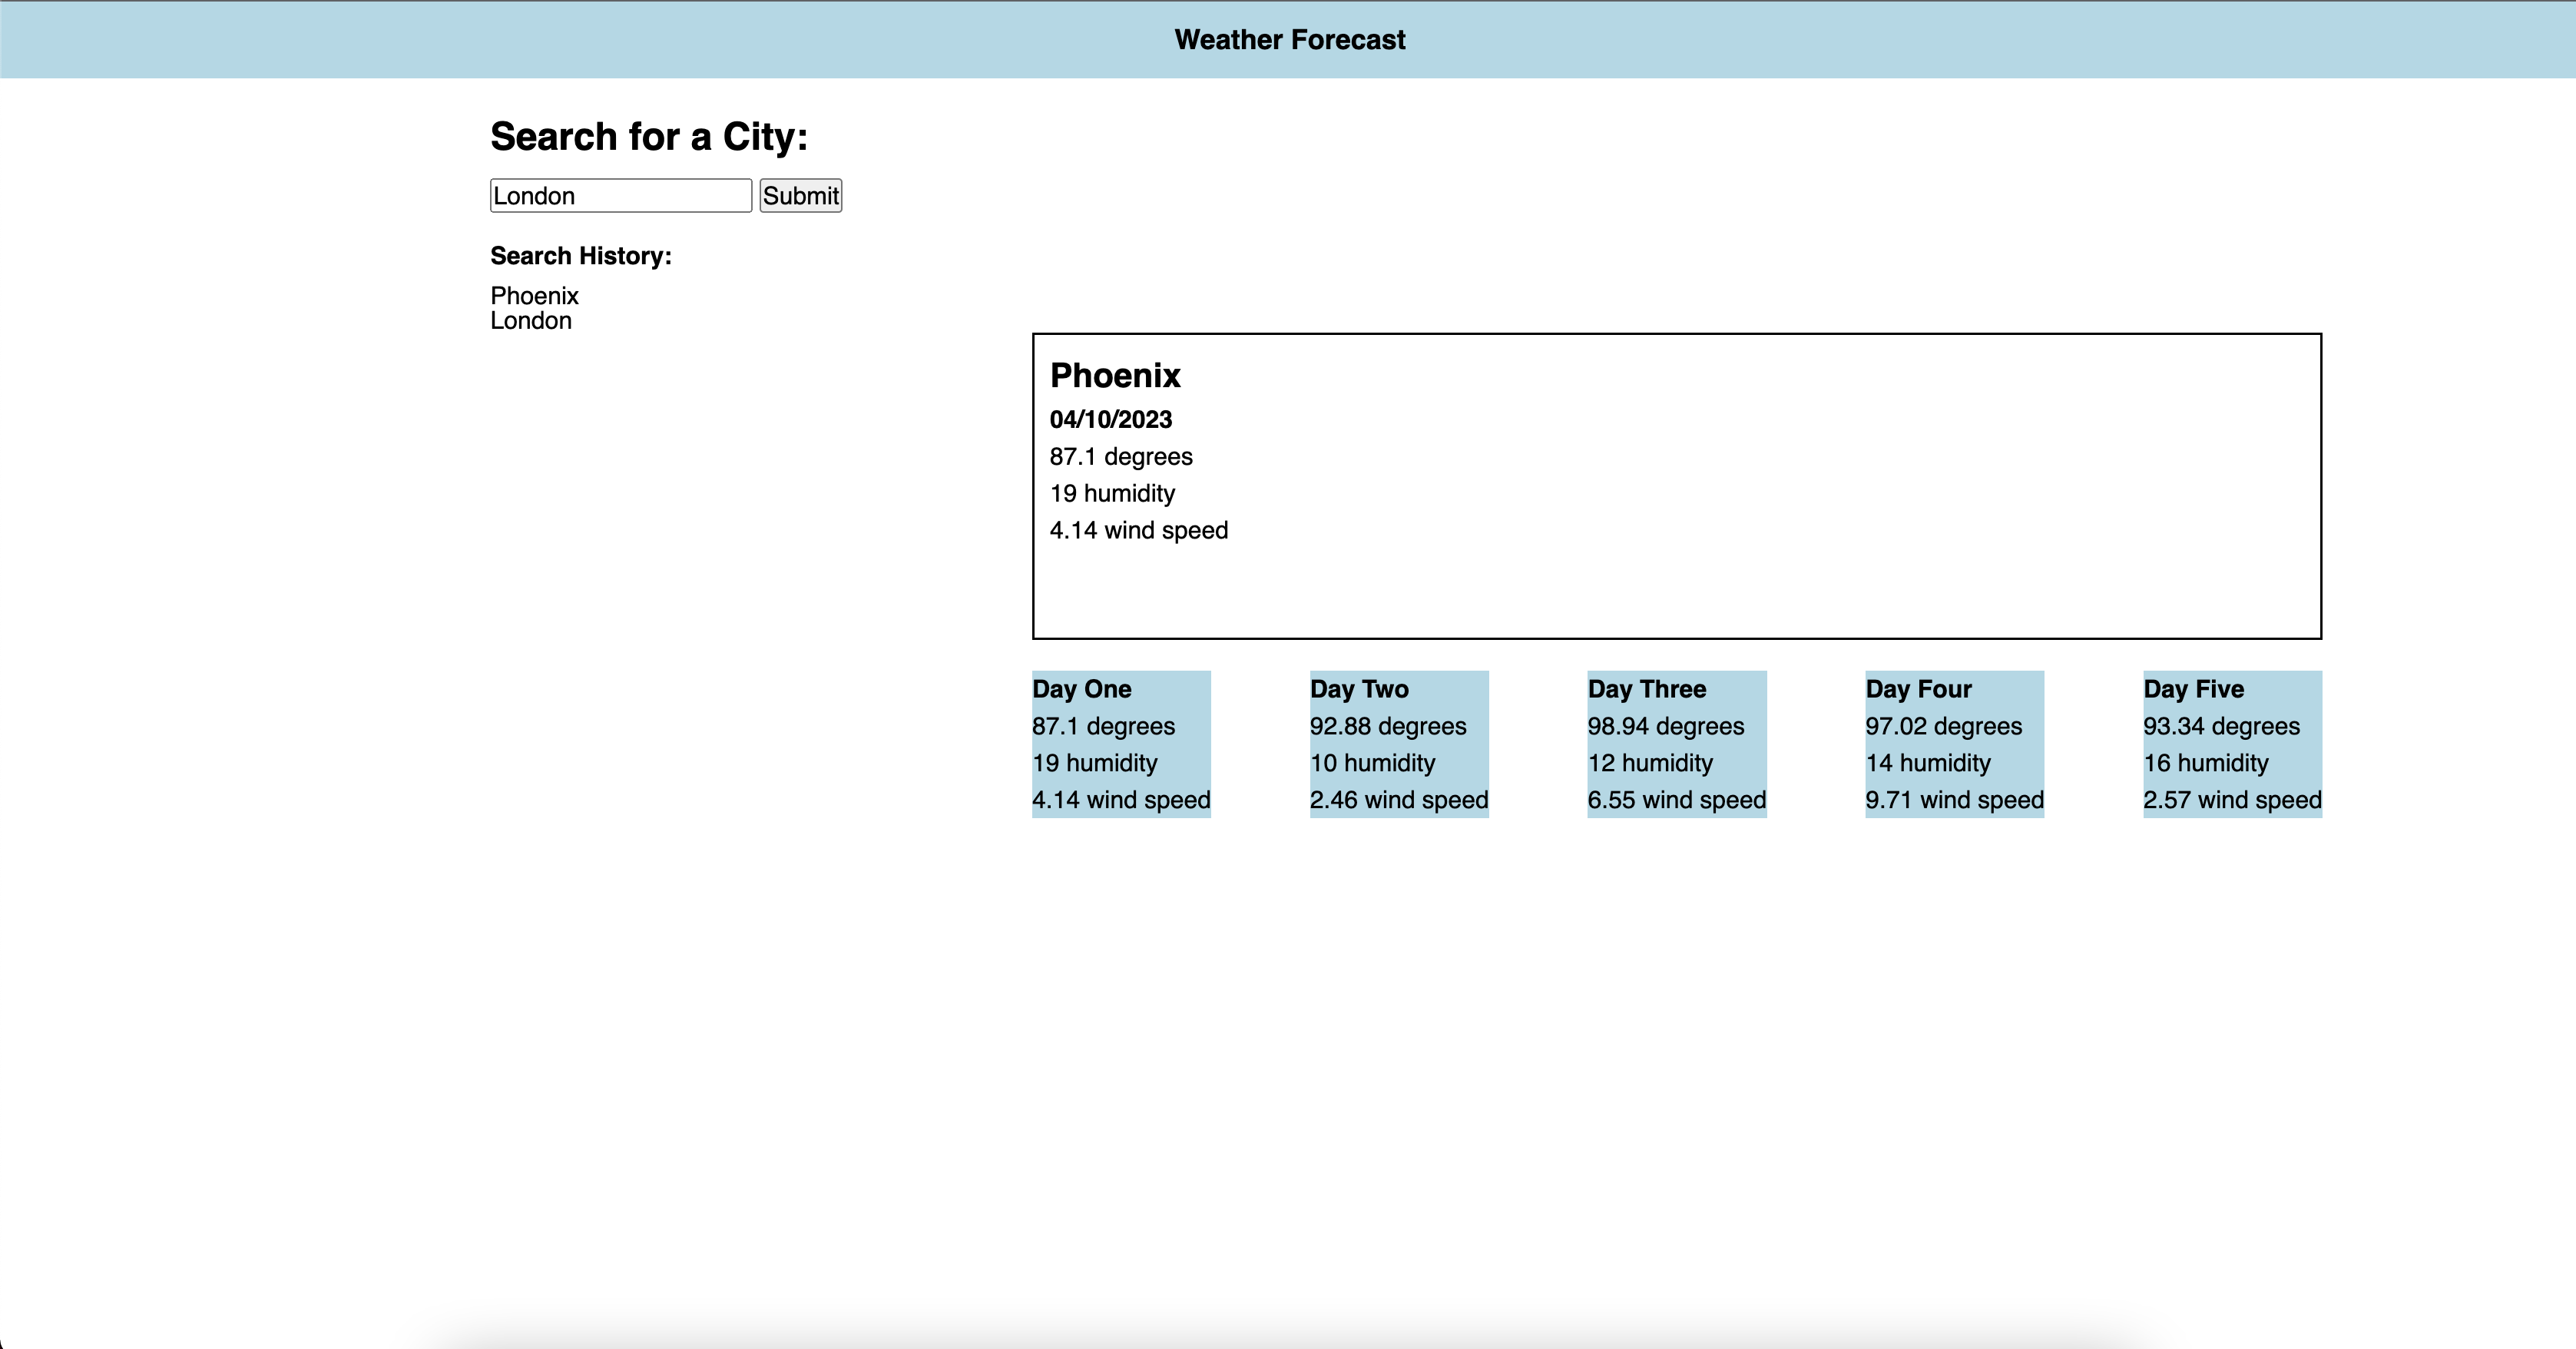 Weather Forecast
Search for a City:
London
Submit
Search History:
Phoenix
London
Phoenix
04/10/2023
87.1 degrees
19 humidity
4.14 wind speed
Day One
87.1 degrees
19 humidity
4.14 wind speed
Day Two
92.88 degrees
10 humidity
2.46 wind speed
Day Three
98.94 degrees
12 humidity
6.55 wind speed
Day Four
97.02 degrees
14 humidity
9.71 wind speed
Day Five
93.34 degrees
16 humidity
2.57 wind speed